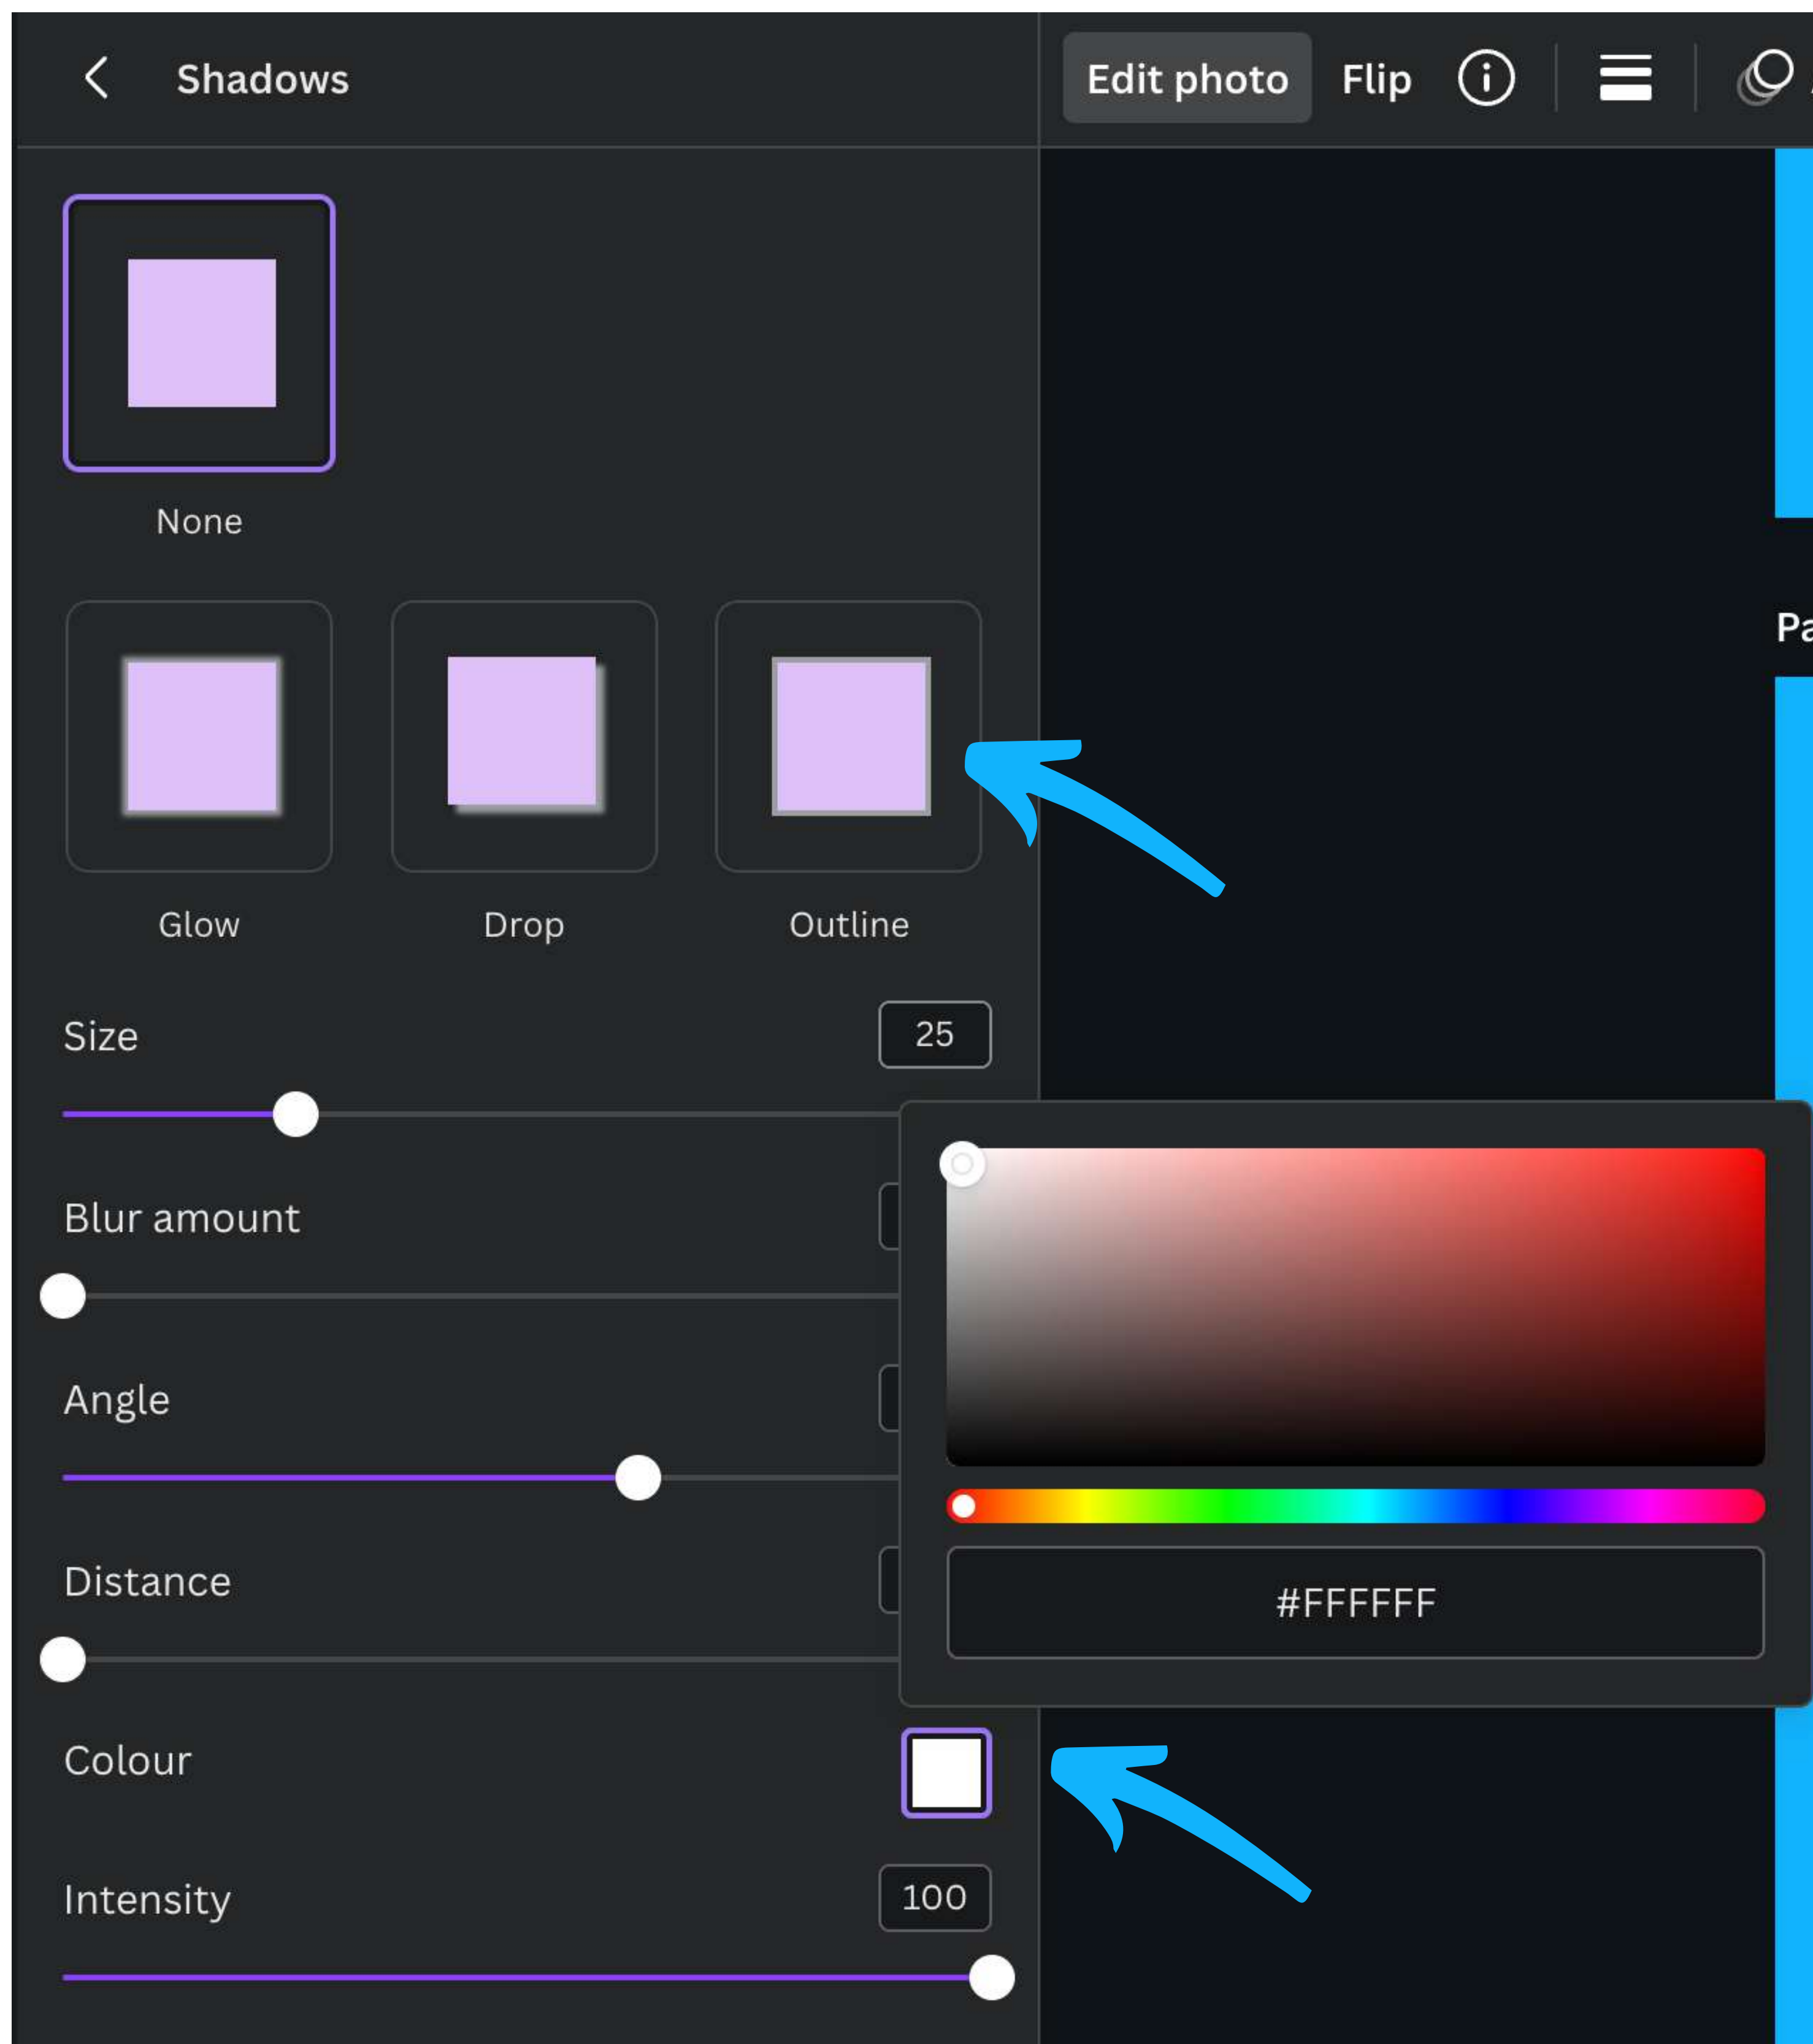 Shadows
Edit photo
Flip
None
Glow
Drop
Outline
Size
25
Blur amount
Angle
Distance
#FFFFFF
Colour
Intensity
100